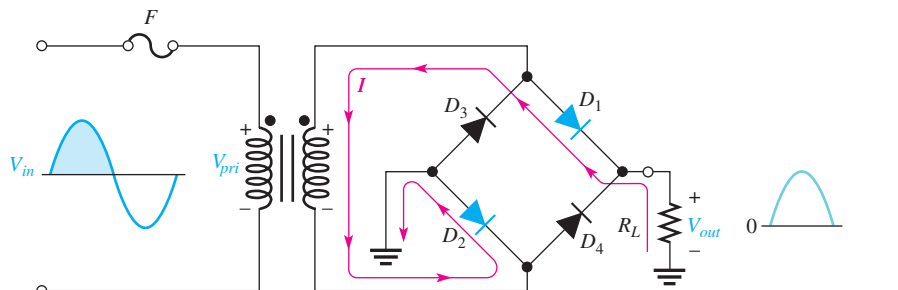 F
I
D3
D1
Vin
+
+
Vpri
−
−
D2
D4
RL
+
Vout
−
0